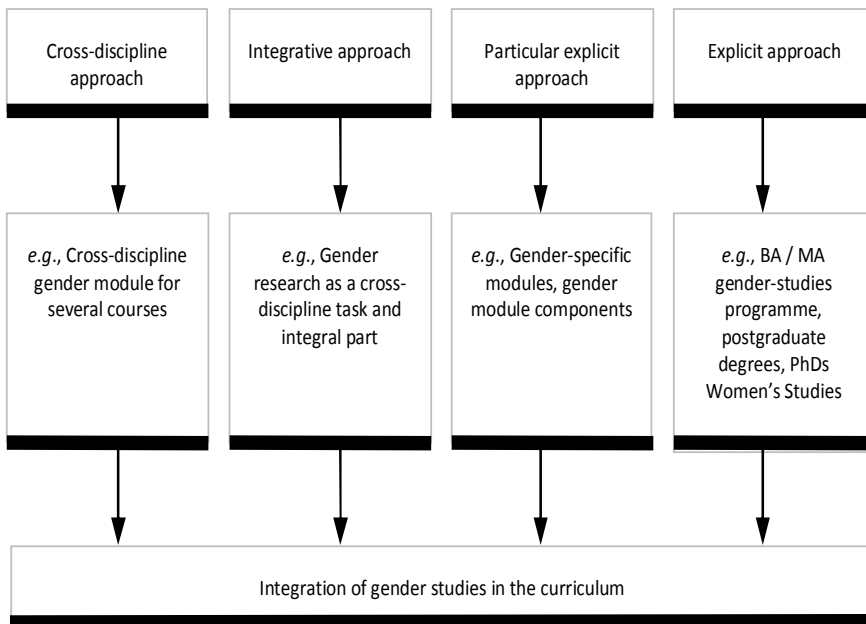 Cross-discipline
approach
Integrative approach
Particular explicit
approach
Explicit approach
e.g., Cross-discipline
gender module for
several courses
e.g., Gender
research as a cross-
discipline task and
integral part
e.g., Gender-specific
modules, gender
module components
e.g., BA / MA
gender-studies
programme,
postgraduate
degrees, PhDs
Women’s Studies
Integration of gender studies in the curriculum